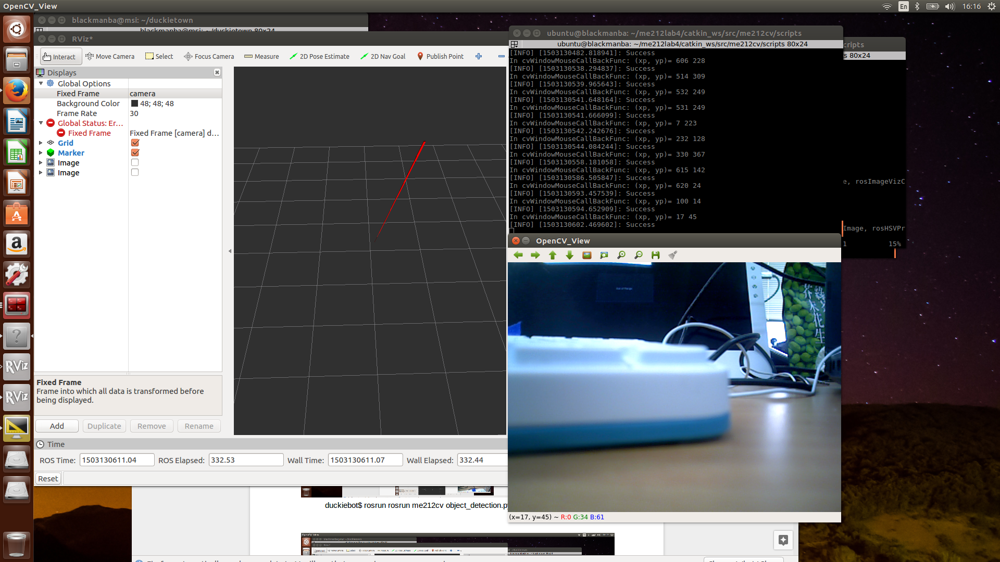 OpenCV_View
En
16:16
blackmanba@msi: ~/duckietown
blackmanba@msi: ~/duckietown 80x24
RViz*
Interact
Move Camera
Select
Focus Camera
Measure
2D Pose Estimate
2D Nav Goal
Publish Point
Displays
Global Options
Fixed Frame camera
Background Color 48; 48; 48
Frame Rate 30
Global Status: Er...
Fixed Frame Fixed Frame [camera] d...
Grid
Marker
Image
Image
Fixed Frame
Frame into which all data is transformed before
being displayed.
Add Duplicate Remove Rename
Time
ROS Time: 1503130611.04 ROS Elapsed: 332.53 Wall Time: 1503130611.07 Wall Elapsed: 332.44
Reset
RViz
RViz
ubuntu@blackmanba: ~/me212lab4/catkin_ws/src/me212cv/scripts
ubuntu@blackmanba: ~/me212lab4/catkin_ws/src/me212cv/scripts 80x24
[INFO] [1503130482.818941]: Success
In cvWindowMouseCallBackFunc: (xp, yp)= 606 228
[INFO] [1503130538.294837]: Success
In cvWindowMouseCallBackFunc: (xp, yp)= 514 309
[INFO] [1503130539.965643]: Success
In cvWindowMouseCallBackFunc: (xp, yp)= 532 249
[INFO] [1503130541.648164]: Success
In cvWindowMouseCallBackFunc: (xp, yp)= 531 249
[INFO] [1503130541.666099]: Success
In cvWindowMouseCallBackFunc: (xp, yp)= 7 223
[INFO] [1503130542.242676]: Success
In cvWindowMouseCallBackFunc: (xp, yp)= 232 128
[INFO] [1503130544.084244]: Success
In cvWindowMouseCallBackFunc: (xp, yp)= 330 367
[INFO] [1503130558.181058]: Success
In cvWindowMouseCallBackFunc: (xp, yp)= 615 142
[INFO] [1503130586.505847]: Success
In cvWindowMouseCallBackFunc: (xp, yp)= 620 24
[INFO] [1503130593.457539]: Success
In cvWindowMouseCallBackFunc: (xp, yp)= 100 14
[INFO] [1503130594.652909]: Success
In cvWindowMouseCallBackFunc: (xp, yp)= 17 45
[INFO] [1503130602.469602]: Success
cripts
s 80x24
e, rosImageVizC
Image, rosHSVPr
1 15%
OpenCV_View
芥末花生
(x=17, y=45) ~ R:0 G:34 B:61
duckiebot$ rosrun rosrun me212cv object_detection.py